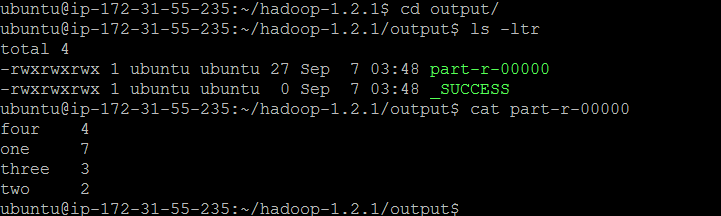 ubuntu@ip-172-31-55-235:~/hadoop-1.2.1$ cd output/
ubuntu@ip-172-31-55-235:~/hadoop-1.2.1/output$ ls -ltr
total 4
-rwxrwxrwx 1 ubuntu ubuntu 27 Sep  7 03:48 part-r-00000
-rwxrwxrwx 1 ubuntu ubuntu  0 Sep  7 03:48 _SUCCESS
ubuntu@ip-172-31-55-235:~/hadoop-1.2.1/output$ cat part-r-00000
four    4
one     7
three   3
two     2
ubuntu@ip-172-31-55-235:~/hadoop-1.2.1/output$